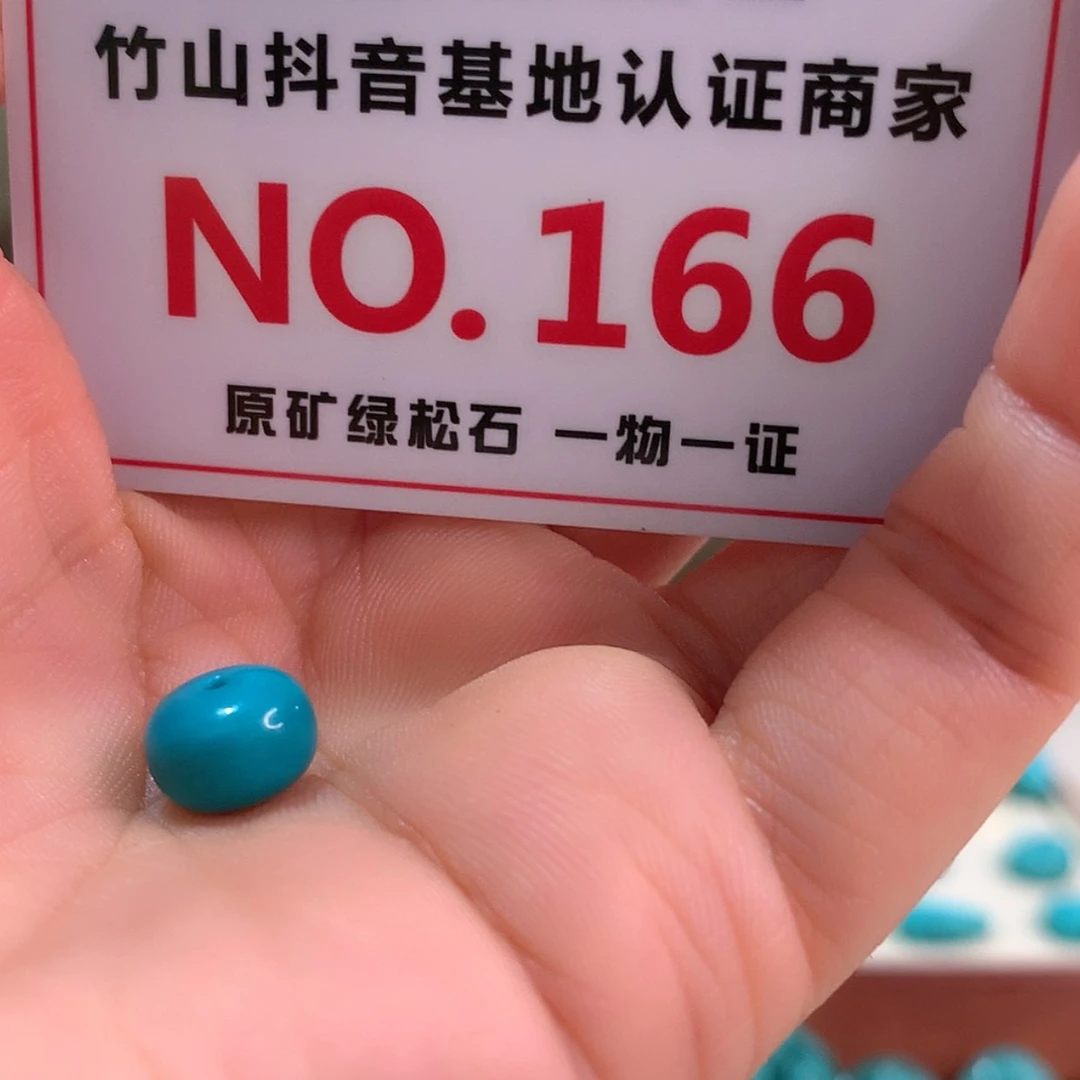 竹山抖音基地认证商家
NO.166
原矿绿松石 一物一证